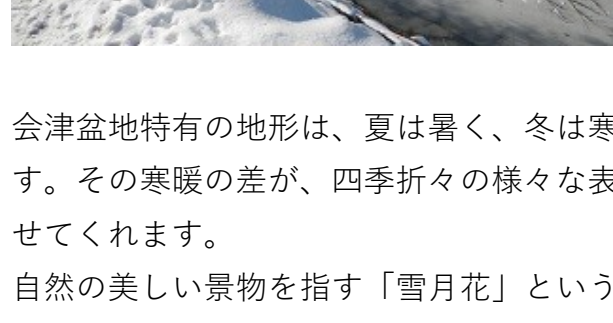 会津盆地特有の地形は、夏は暑く、冬は寒
す。その寒暖の差が、四季折々の様々な表
せてくれます。
自然の美しい景物を指す「雪月花」という